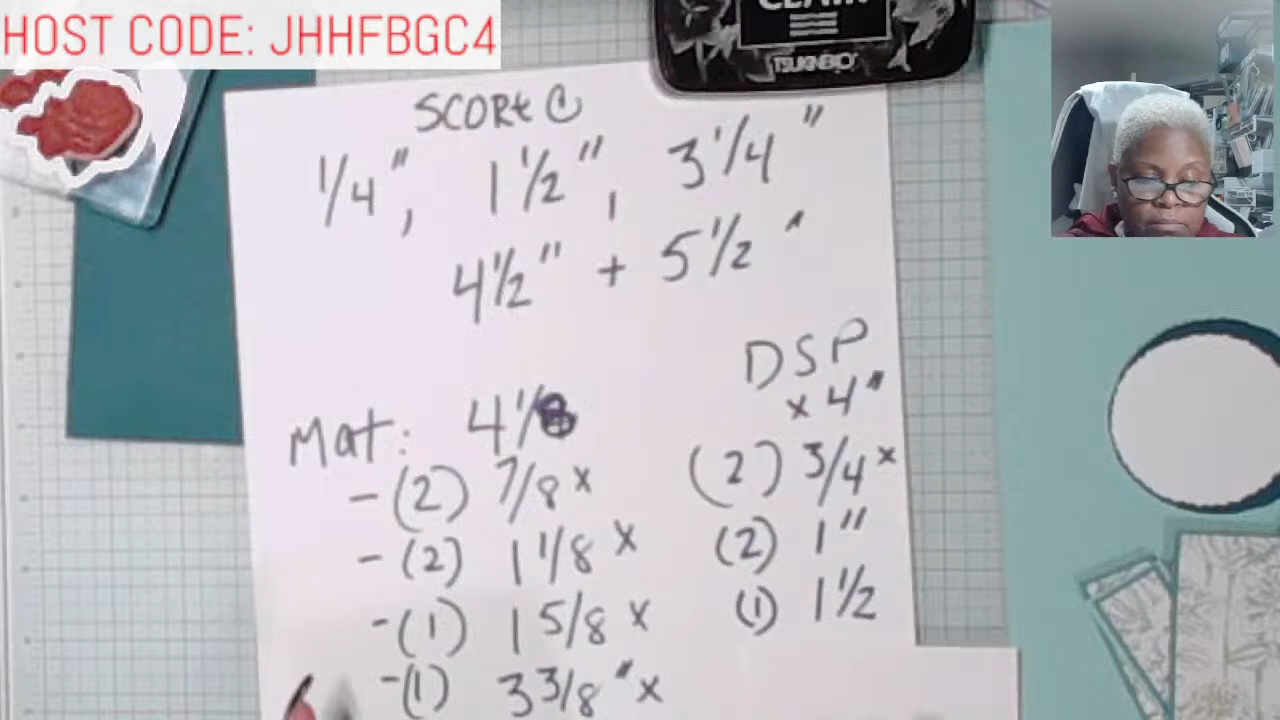 HOST CODE: JHHFBGC4
TSUKINEKO
SCORE @
1/4", 1 1/2", 3 1/4"
4 1/2" + 5 1/2"
DSP
x 4"
Mat: 4 1/8
- (2) 7/8 x
- (2) 1 1/8 x
- (1) 1 5/8 x
- (1) 3 3/8" x
(2) 3/4 x
(2) 1"
(1) 1 1/2